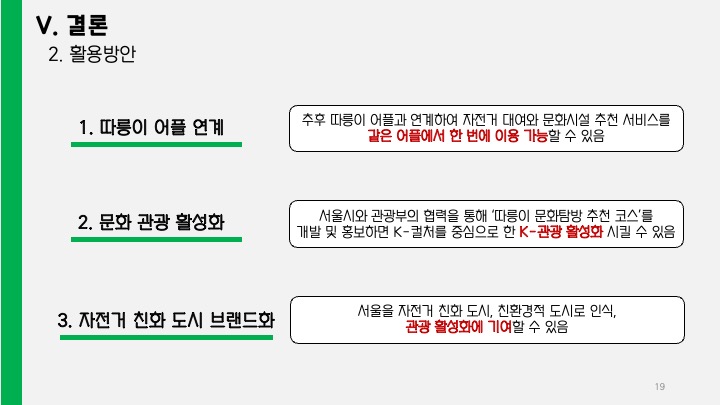 V. 결론
2. 활용방안
1. 따릉이 어플 연계
추후 따릉이 어플과 연계하여 자전거 대여와 문화시설 추천 서비스를
같은 어플에서 한 번에 이용 가능할 수 있음
2. 문화 관광 활성화
서울시와 관광부의 협력을 통해 '따릉이 문화탐방 추천 코스'를
개발 및 홍보하면 K-컬처를 중심으로 한 K-관광 활성화 시킬 수 있음
3. 자전거 친화 도시 브랜드화
서울을 자전거 친화 도시, 친환경적 도시로 인식,
관광 활성화에 기여할 수 있음
19